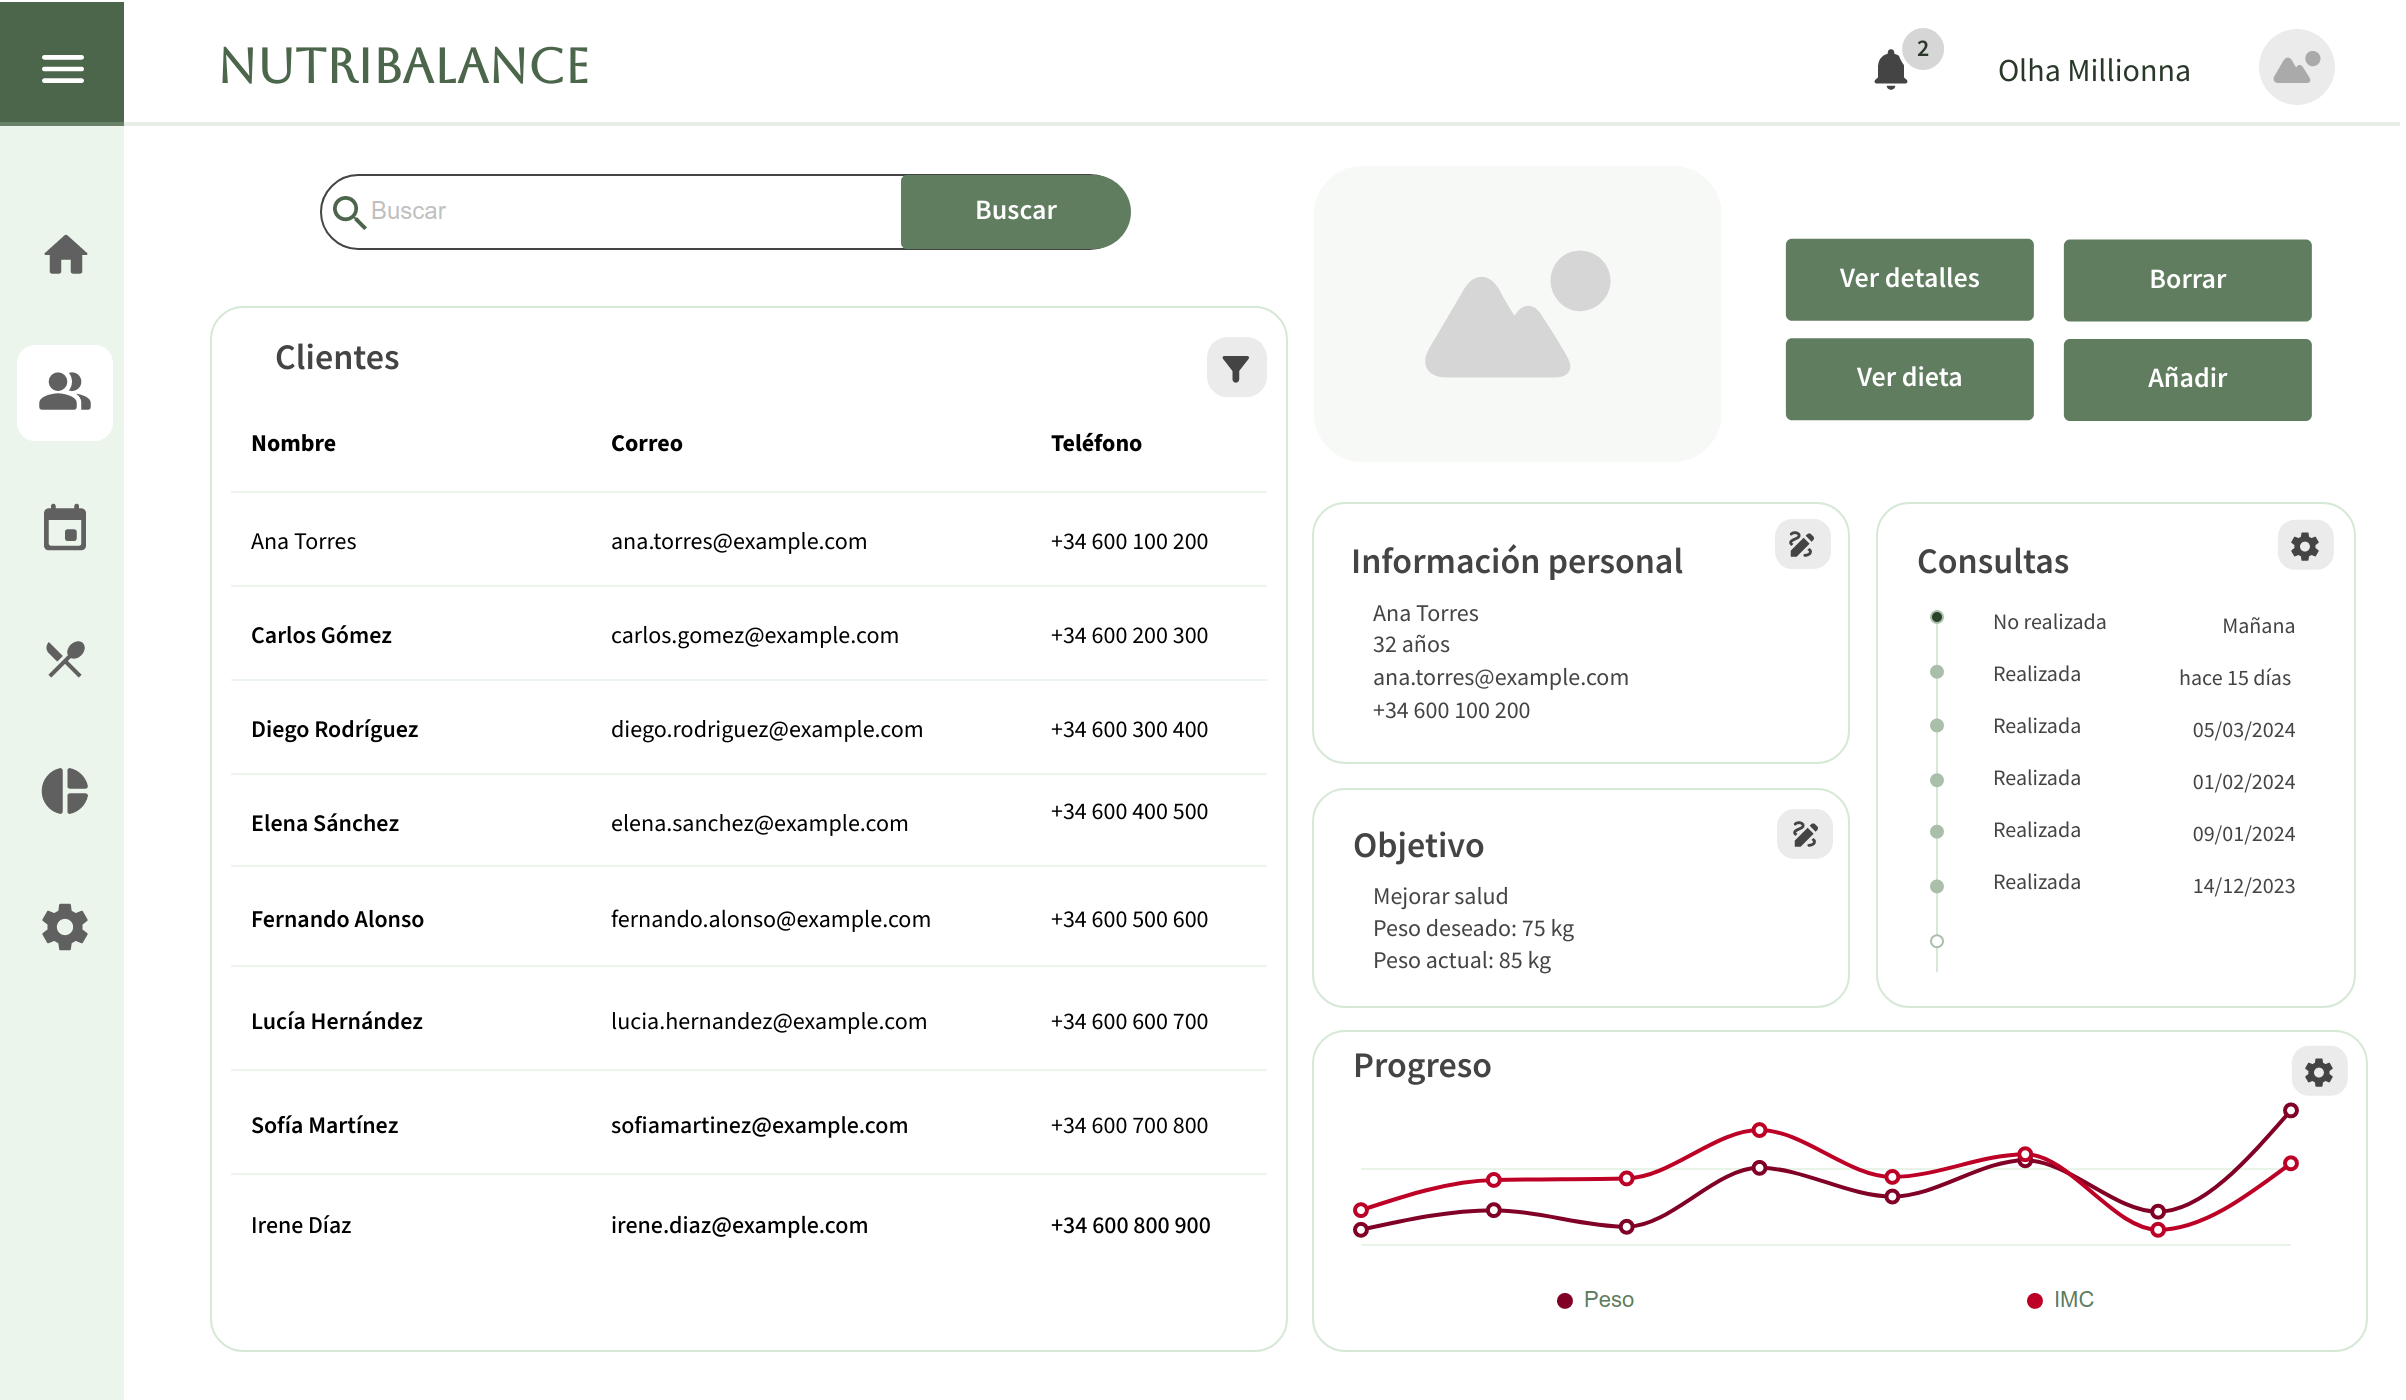 NUTRIBALANCE
2
Olha Millionna
Buscar
Buscar
Ver detalles
Borrar
Ver dieta
Añadir
Clientes
Nombre Correo Teléfono
Ana Torres ana.torres@example.com +34 600 100 200
Carlos Gómez carlos.gomez@example.com +34 600 200 300
Diego Rodríguez diego.rodriguez@example.com +34 600 300 400
Elena Sánchez elena.sanchez@example.com +34 600 400 500
Fernando Alonso fernando.alonso@example.com +34 600 500 600
Lucía Hernández lucia.hernandez@example.com +34 600 600 700
Sofía Martínez sofiamartinez@example.com +34 600 700 800
Irene Díaz irene.diaz@example.com +34 600 800 900
Información personal
Ana Torres
32 años
ana.torres@example.com
+34 600 100 200
Consultas
No realizada Mañana
Realizada hace 15 días
Realizada 05/03/2024
Realizada 01/02/2024
Realizada 09/01/2024
Realizada 14/12/2023
Objetivo
Mejorar salud
Peso deseado: 75 kg
Peso actual: 85 kg
Progreso
Peso IMC